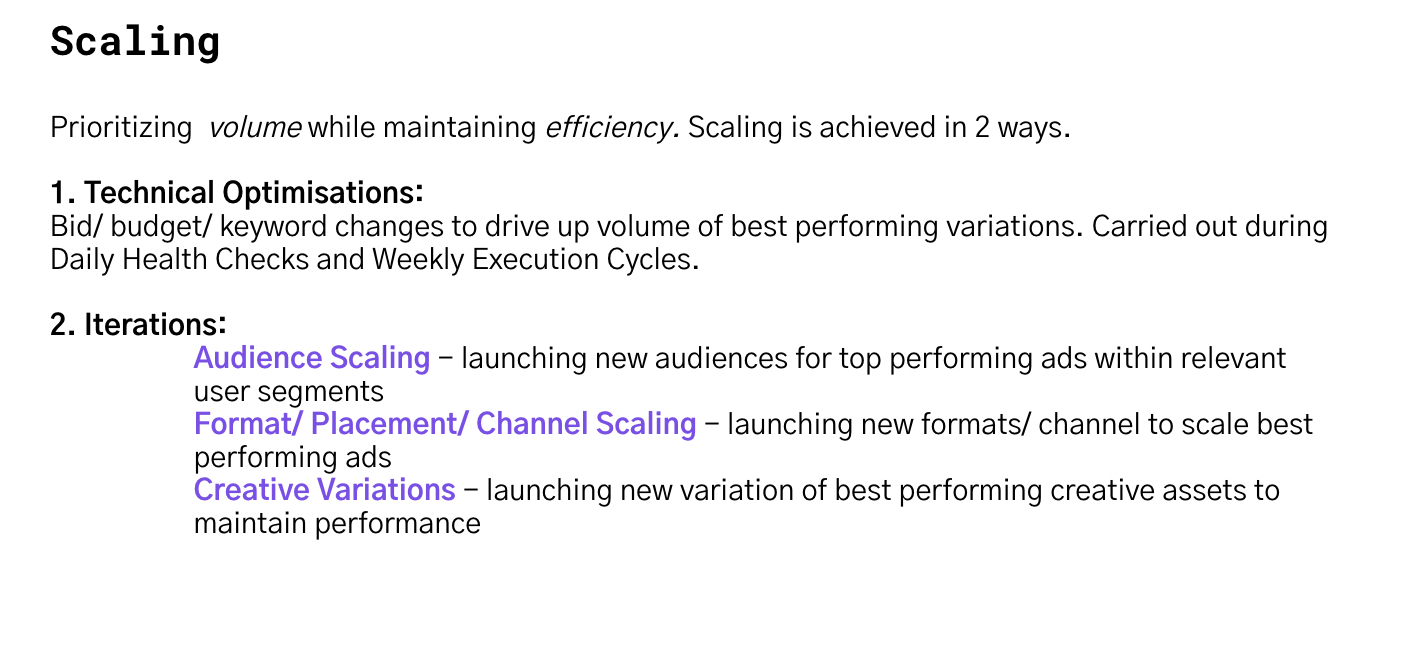 Scaling
Prioritizing volume while maintaining efficiency. Scaling is achieved in 2 ways.
1. Technical Optimisations:
Bid/ budget/ keyword changes to drive up volume of best performing variations. Carried out during
Daily Health Checks and Weekly Execution Cycles.
2. Iterations:
Audience Scaling – launching new audiences for top performing ads within relevant
user segments
Format/ Placement/ Channel Scaling – launching new formats/ channel to scale best
performing ads
Creative Variations – launching new variation of best performing creative assets to
maintain performance